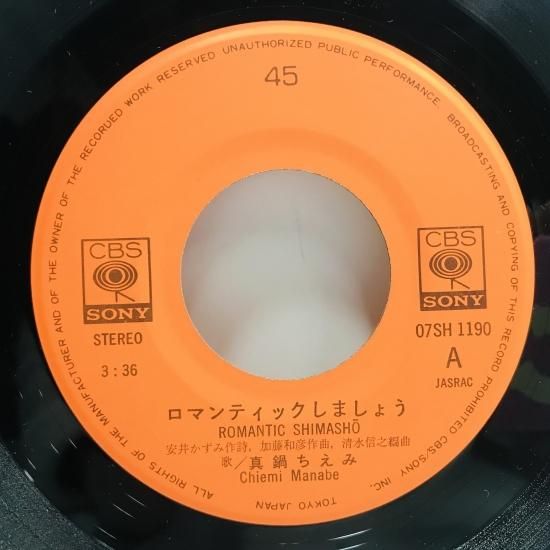 ALL RIGHTS OF THE MANUFACTURER AND OF THE OWNER OF THE RECORDED WORK RESERVED UNAUTHORIZED PUBLIC PERFORMANCE, BROADCASTING AND COPYING OF THIS RECORD PROHIBITED CBS/SONY INC.
45
CBS
SONY
STEREO
3:36
CBS
SONY
07SH 1190
A
JASRAC
ロマンティックしましょう
ROMANTIC SHIMASHŌ
安井かずみ作詩, 加藤和彦作曲, 清水信之編曲
歌/真鍋ちえみ
Chiemi Manabe
TOKYO JAPAN